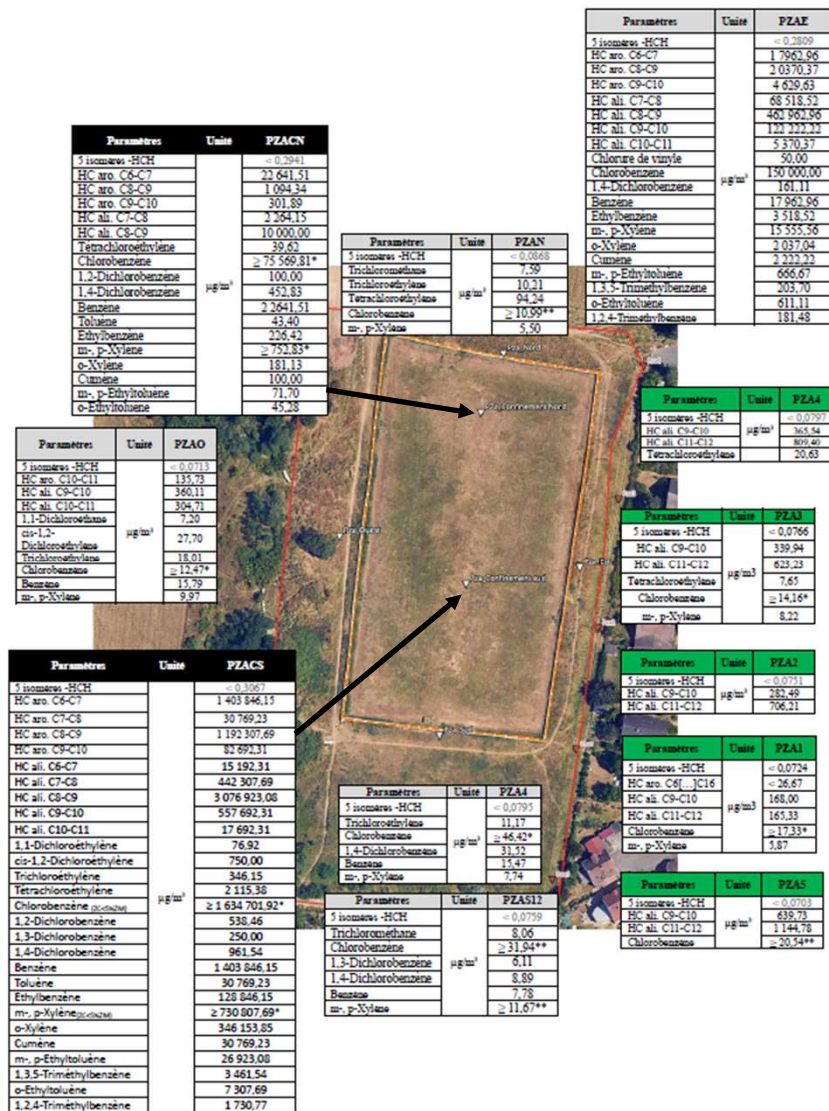 Paramètres Unité PZAE
5 isomères -HCH < 0,2809
HC aro. C6-C7 1 7962,96
HC aro. C8-C9 2 0370,37
HC aro. C9-C10 4 629,63
HC ali. C7-C8 68 518,52
HC ali. C8-C9 462 962,96
HC ali. C9-C10 122 222,22
HC ali. C10-C11 5 370,37
Chlorure de vinyle 50,00
Chlorobenzène µg/m³ 150 000,00
1,4-Dichlorobenzène 161,11
Benzène 17 962,96
Ethylbenzène 3 518,52
m-, p-Xylène 15 555,56
o-Xylène 2 037,04
Cumène 2 222,22
m-, p-Ethyltoluène 666,67
1,3,5-Trimethylbenzene 203,70
o-Ethyltoluène 611,11
1,2,4-Triméthylbenzène 181,48
Paramètres Unité PZACN
5 isomères -HCH < 0,2941
HC aro. C6-C7 22 641,51
HC aro. C8-C9 1 094,34
HC aro. C9-C10 301,89
HC ali. C7-C8 2 264,15
HC ali. C8-C9 10 000,00
Tétrachloroéthylène 39,62
Chlorobenzène ≥ 75 569,81*
1,2-Dichlorobenzène µg/m³ 100,00
1,4-Dichlorobenzène 452,83
Benzène 2 2641,51
Toluène 43,40
Ethylbenzène 226,42
m-, p-Xylène ≥ 752,83*
o-Xylène 181,13
Cumène 100,00
m-, p-Ethyltoluène 71,70
o-Ethyltoluène 45,28
Paramètres Unité PZAN
5 isomères -HCH < 0,0868
Trichlorométhane 7,59
Trichloroéthylène µg/m³ 10,21
Tétrachloroéthylène 94,24
Chlorobenzène ≥ 10,99**
m-, p-Xylène 5,50
Pza_Nord
Pza_Confinement Nord
Pza_Ouest
Pza_Est
Pza_Confinement sud
Pza_Sud
Paramètres Unité PZA4
5 isomères -HCH < 0,0797
HC ali. C9-C10 µg/m³ 365,54
HC ali. C11-C12 809,40
Tétrachloroéthylène 20,63
Paramètres Unité PZAO
5 isomères -HCH < 0,0713
HC aro. C10-C11 135,73
HC ali. C9-C10 360,11
HC ali. C10-C11 304,71
1,1-Dichloroéthane 7,20
cis-1,2-Dichloroéthylène µg/m³ 27,70
Trichloroéthylène 18,01
Chlorobenzène ≥ 12,47*
Benzène 15,79
m-, p-Xylène 9,97
Paramètres Unité PZA3
5 isomères -HCH < 0,0766
HC ali. C9-C10 339,94
HC ali. C11-C12 µg/m3 623,23
Tétrachloroéthylène 7,65
Chlorobenzène ≥ 14,16*
m-, p-Xylène 8,22
Paramètres Unité PZA2
5 isomères -HCH < 0,0751
HC ali. C9-C10 µg/m³ 282,49
HC ali. C11-C12 706,21
Paramètres Unité PZACS
5 isomères -HCH < 0,3067
HC aro. C6-C7 1 403 846,15
HC aro. C7-C8 30 769,23
HC aro. C8-C9 1 192 307,69
HC aro. C9-C10 82 692,31
HC ali. C6-C7 15 192,31
HC ali. C7-C8 442 307,69
HC ali. C8-C9 3 076 923,08
HC ali. C9-C10 557 692,31
HC ali. C10-C11 17 692,31
1,1-Dichloroéthylène 76,92
cis-1,2-Dichloroéthylène 750,00
Trichloroéthylène 346,15
Tétrachloroéthylène µg/m³ 2 115,38
Chlorobenzène (ZC<5%ZM) ≥ 1 634 701,92*
1,2-Dichlorobenzène 538,46
1,3-Dichlorobenzène 250,00
1,4-Dichlorobenzène 961,54
Benzène 1 403 846,15
Toluène 30 769,23
Ethylbenzène 128 846,15
m-, p-Xylène (ZC<5%ZM) ≥ 730 807,69*
o-Xylène 346 153,85
Cumène 30 769,23
m-, p-Ethyltoluène 26 923,08
1,3,5-Triméthylbenzène 3 461,54
o-Ethyltoluène 7 307,69
1,2,4-Triméthylbenzène 1 730,77
Paramètres Unité PZA1
5 isomères -HCH < 0,0724
HC aro. C6[...]C16 < 26,67
HC ali. C9-C10 µg/m3 168,00
HC ali. C11-C12 165,33
Chlorobenzène ≥ 17,33*
m-, p-Xylène 5,87
Paramètres Unité PZA4
5 isomères -HCH < 0,0795
Trichloroéthylène 11,17
Chlorobenzène µg/m³ ≥ 46,42*
1,4-Dichlorobenzène 31,52
Benzène 15,47
m-, p-Xylène 7,74
Paramètres Unité PZA5
5 isomères -HCH < 0,0703
HC ali. C9-C10 µg/m³ 639,73
HC ali. C11-C12 1 144,78
Chlorobenzène ≥ 20,54**
Paramètres Unité PZAS12
5 isomères -HCH < 0,0759
Trichlorométhane 8,06
Chlorobenzène ≥ 31,94**
1,3-Dichlorobenzène µg/m³ 6,11
1,4-Dichlorobenzène 8,89
Benzène 7,78
m-, p-Xylène ≥ 11,67**